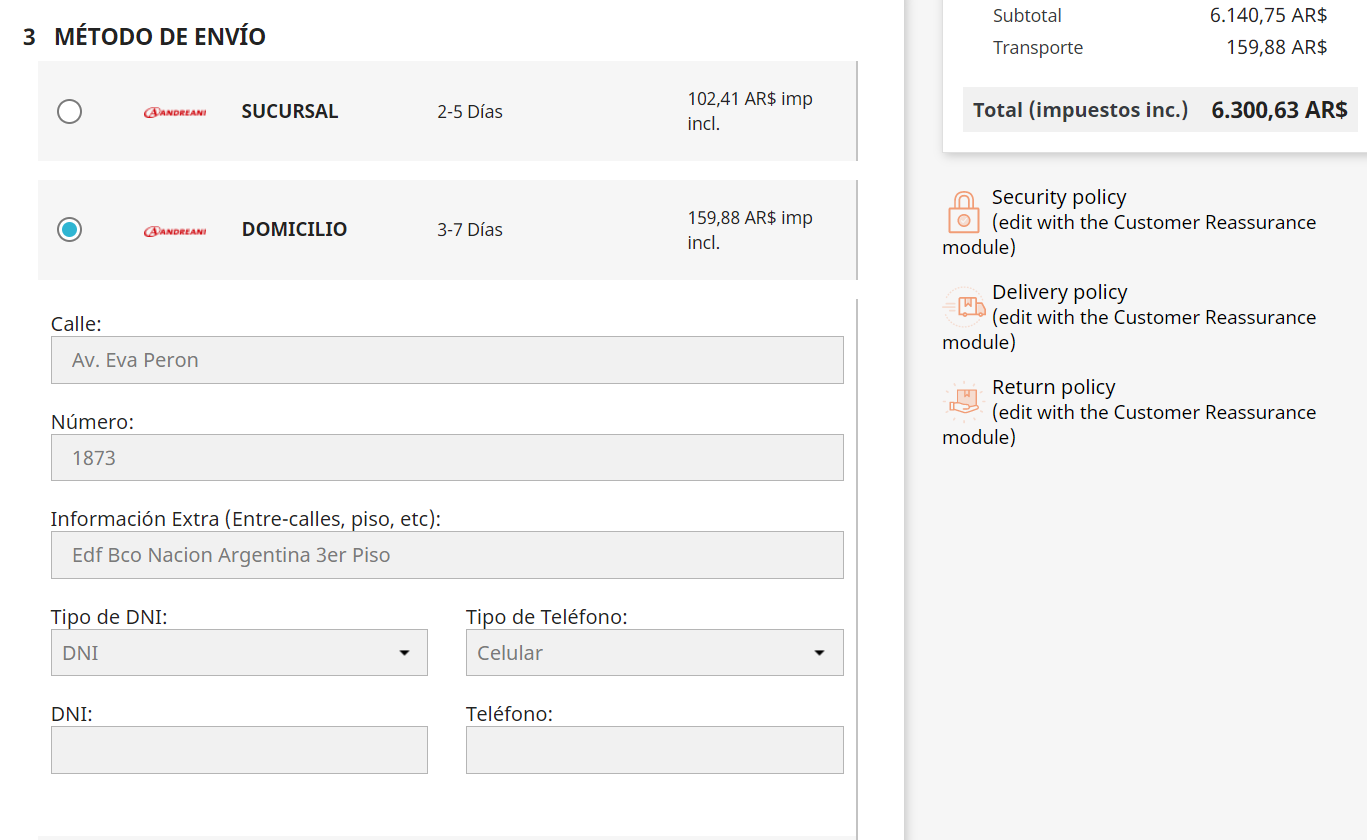 3 MÉTODO DE ENVÍO
ANDREANI SUCURSAL 2-5 Días 102,41 AR$ imp
incl.
ANDREANI DOMICILIO 3-7 Días 159,88 AR$ imp
incl.
Calle:
Av. Eva Peron
Número:
1873
Información Extra (Entre-calles, piso, etc):
Edf Bco Nacion Argentina 3er Piso
Tipo de DNI: Tipo de Teléfono:
DNI Celular
DNI: Teléfono:
Subtotal 6.140,75 AR$
Transporte 159,88 AR$
Total (impuestos inc.) 6.300,63 AR$
Security policy
(edit with the Customer Reassurance
module)
Delivery policy
(edit with the Customer Reassurance
module)
Return policy
(edit with the Customer Reassurance
module)